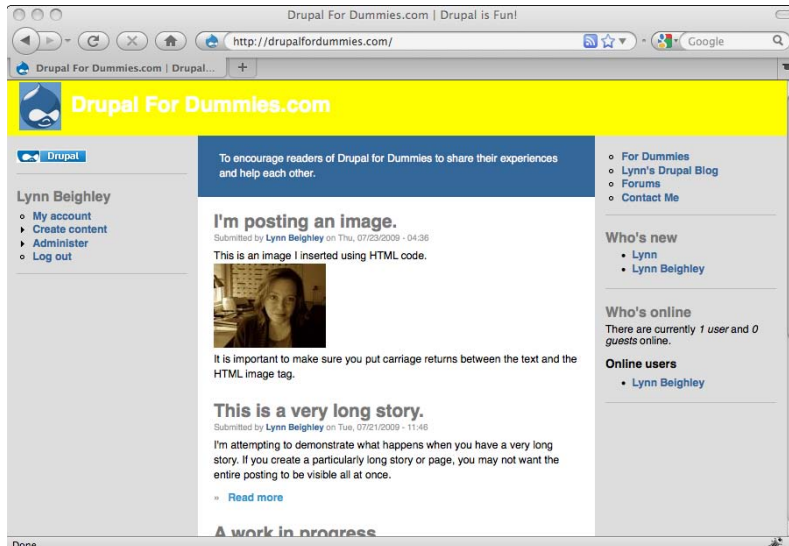 Drupal For Dummies.com | Drupal is Fun!
http://drupalfordummies.com/
Google
Drupal For Dummies.com | Drupal...
Drupal For Dummies.com
Drupal
Lynn Beighley
My account
Create content
Administer
Log out
To encourage readers of Drupal for Dummies to share their experiences
and help each other.
I'm posting an image.
Submitted by Lynn Beighley on Thu, 07/23/2009 - 04:36
This is an image I inserted using HTML code.
It is important to make sure you put carriage returns between the text and the
HTML image tag.
This is a very long story.
Submitted by Lynn Beighley on Tue, 07/21/2009 - 11:46
I'm attempting to demonstrate what happens when you have a very long
story. If you create a particularly long story or page, you may not want the
entire posting to be visible all at once.
Read more
A work in progress
For Dummies
Lynn's Drupal Blog
Forums
Contact Me
Who's new
Lynn
Lynn Beighley
Who's online
There are currently 1 user and 0
guests online.
Online users
Lynn Beighley
Done